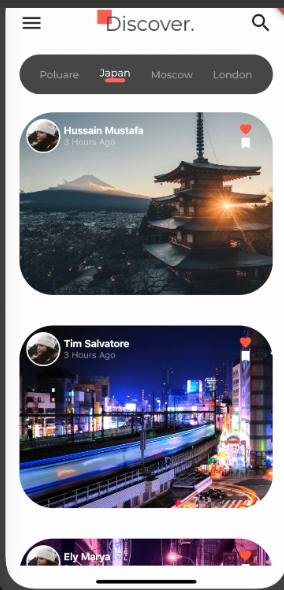 Discover.
Poluare Japan Moscow London
Hussain Mustafa
3 Hours Ago
Tim Salvatore
3 Hours Ago
Ely Marya